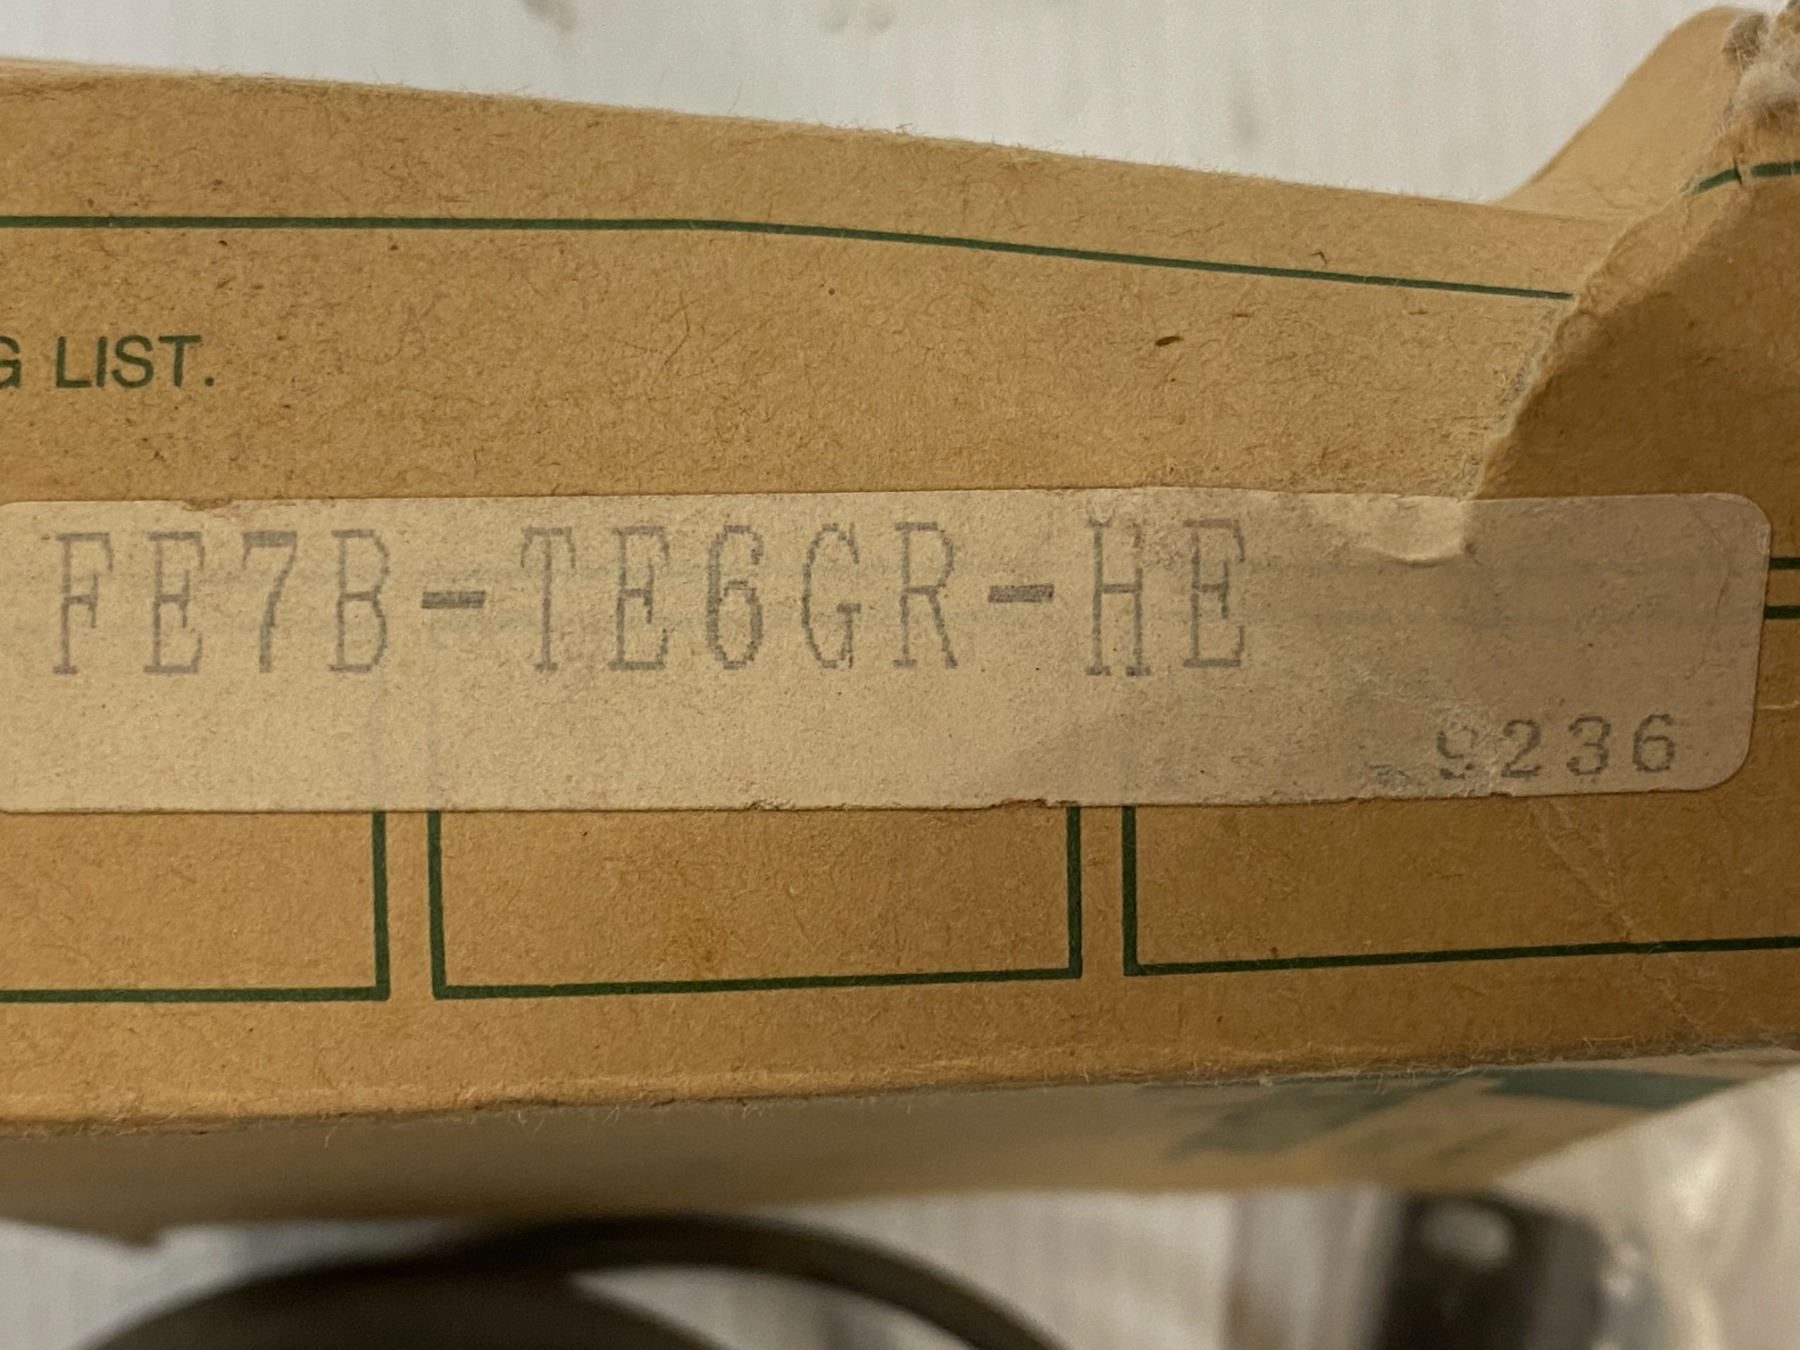 G LIST.
FE7B-TE6GR-HE
9236